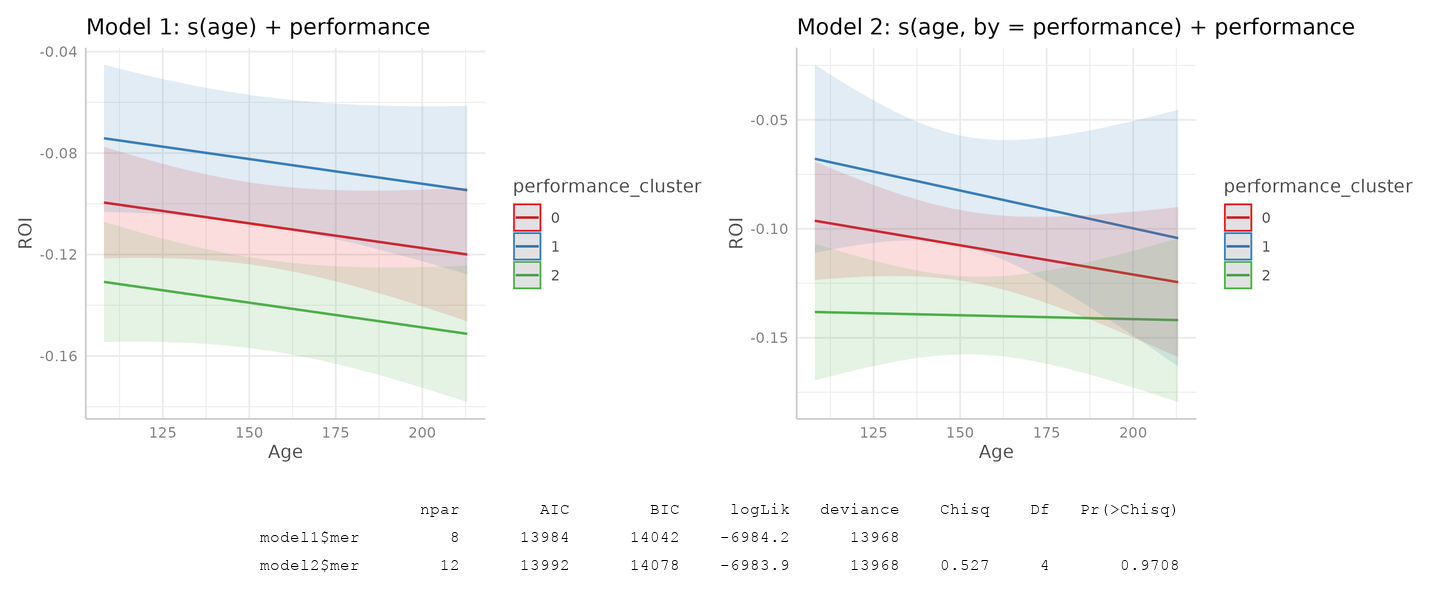 Model 1: s(age) + performance
-0.04
-0.08
-0.12
-0.16
ROI
125 150 175 200
Age
performance_cluster
0
1
2
Model 2: s(age, by = performance) + performance
-0.05
-0.10
-0.15
ROI
125 150 175 200
Age
performance_cluster
0
1
2
npar AIC BIC logLik deviance Chisq Df Pr(>Chisq)
model1$mer 8 13984 14042 -6984.2 13968
model2$mer 12 13992 14078 -6983.9 13968 0.527 4 0.9708